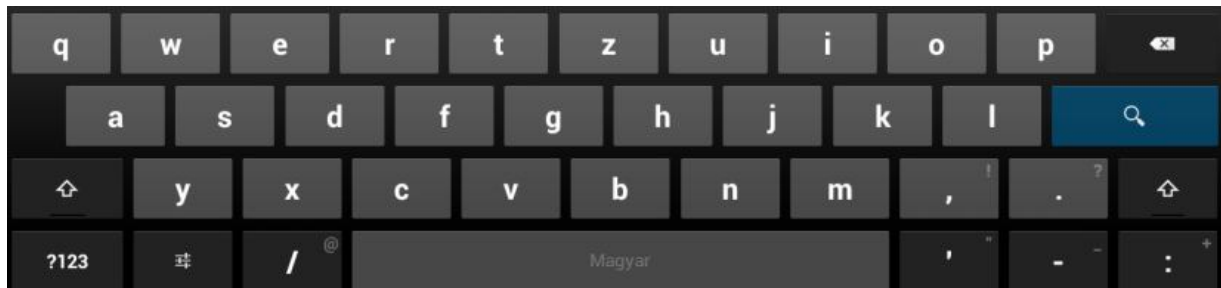 q w e r t z u i o p
a s d f g h j k l
y x c v b n m , ! . ?
?123 / @ Magyar ' " - _ : +